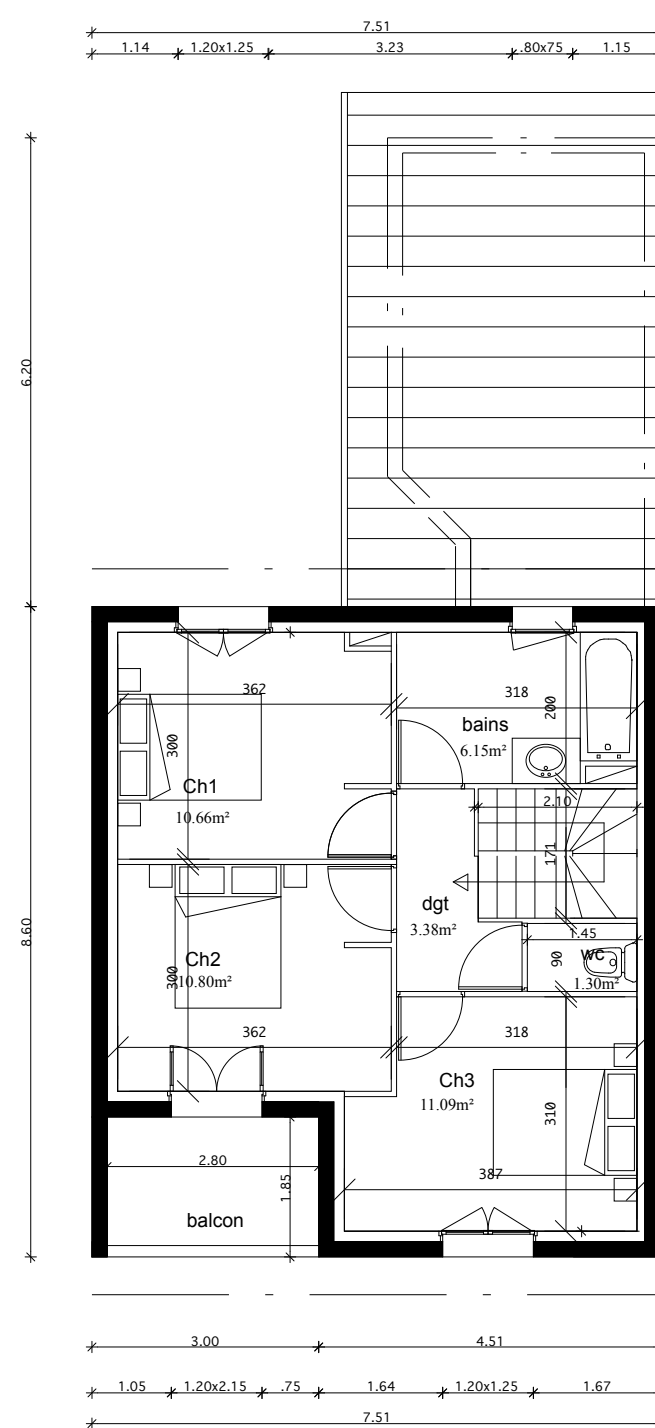 7.51
1.14 1.20x1.25 3.23 .80x75 1.15
6.20
362
318
200
bains
6.15m²
300
Ch1
10.66m²
2.10
171
dgt
3.38m²
8.60
1.45
90
wc
1.30m²
Ch2
300
10.80m²
362
318
Ch3
11.09m²
310
2.80
1.85
387
balcon
3.00 4.51
1.05 1.20x2.15 .75 1.64 1.20x1.25 1.67
7.51